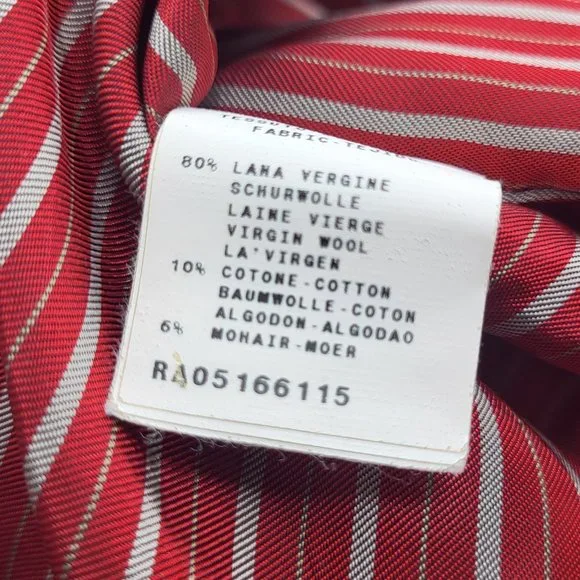 FABRIC-
80% LANA VERGINE
SCHURWOLLE
LAINE VIERGE
VIRGIN WOOL
LA'VIRGEN
10% COTONE-COTTON
BAUMWOLLE-COTON
ALGODON-ALGODAO
6% MOHAIR-MOER
RA05166115